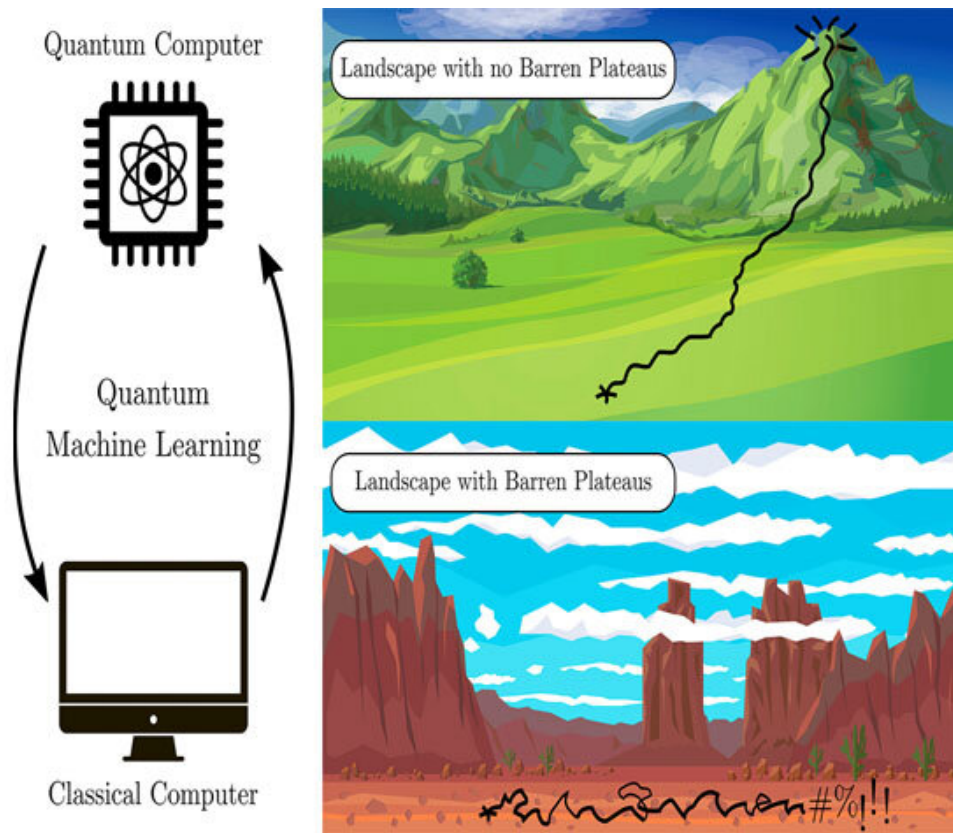 Quantum Computer
Quantum
Machine Learning
Classical Computer
Landscape with no Barren Plateaus
Landscape with Barren Plateaus
#%!!!